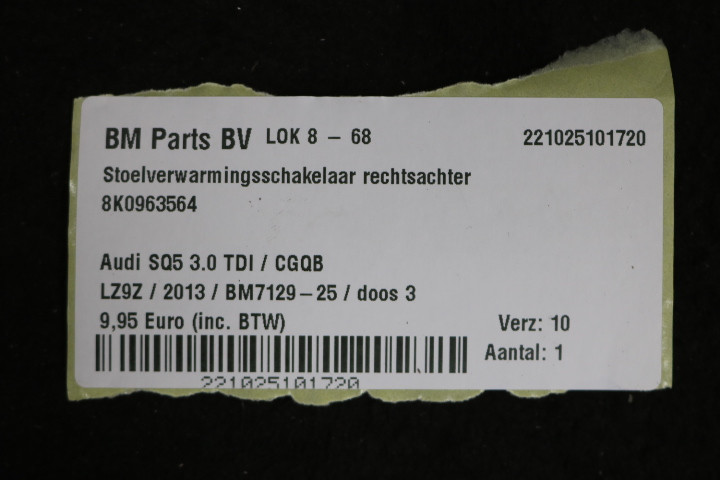 BM Parts BV LOK 8 – 68 221025101720
Stoelverwarmingsschakelaar rechtsachter
8K0963564
Audi SQ5 3.0 TDI / CGQB
LZ9Z / 2013 / BM7129–25 / doos 3
9,95 Euro (inc. BTW) Verz: 10
Aantal: 1
221025101720